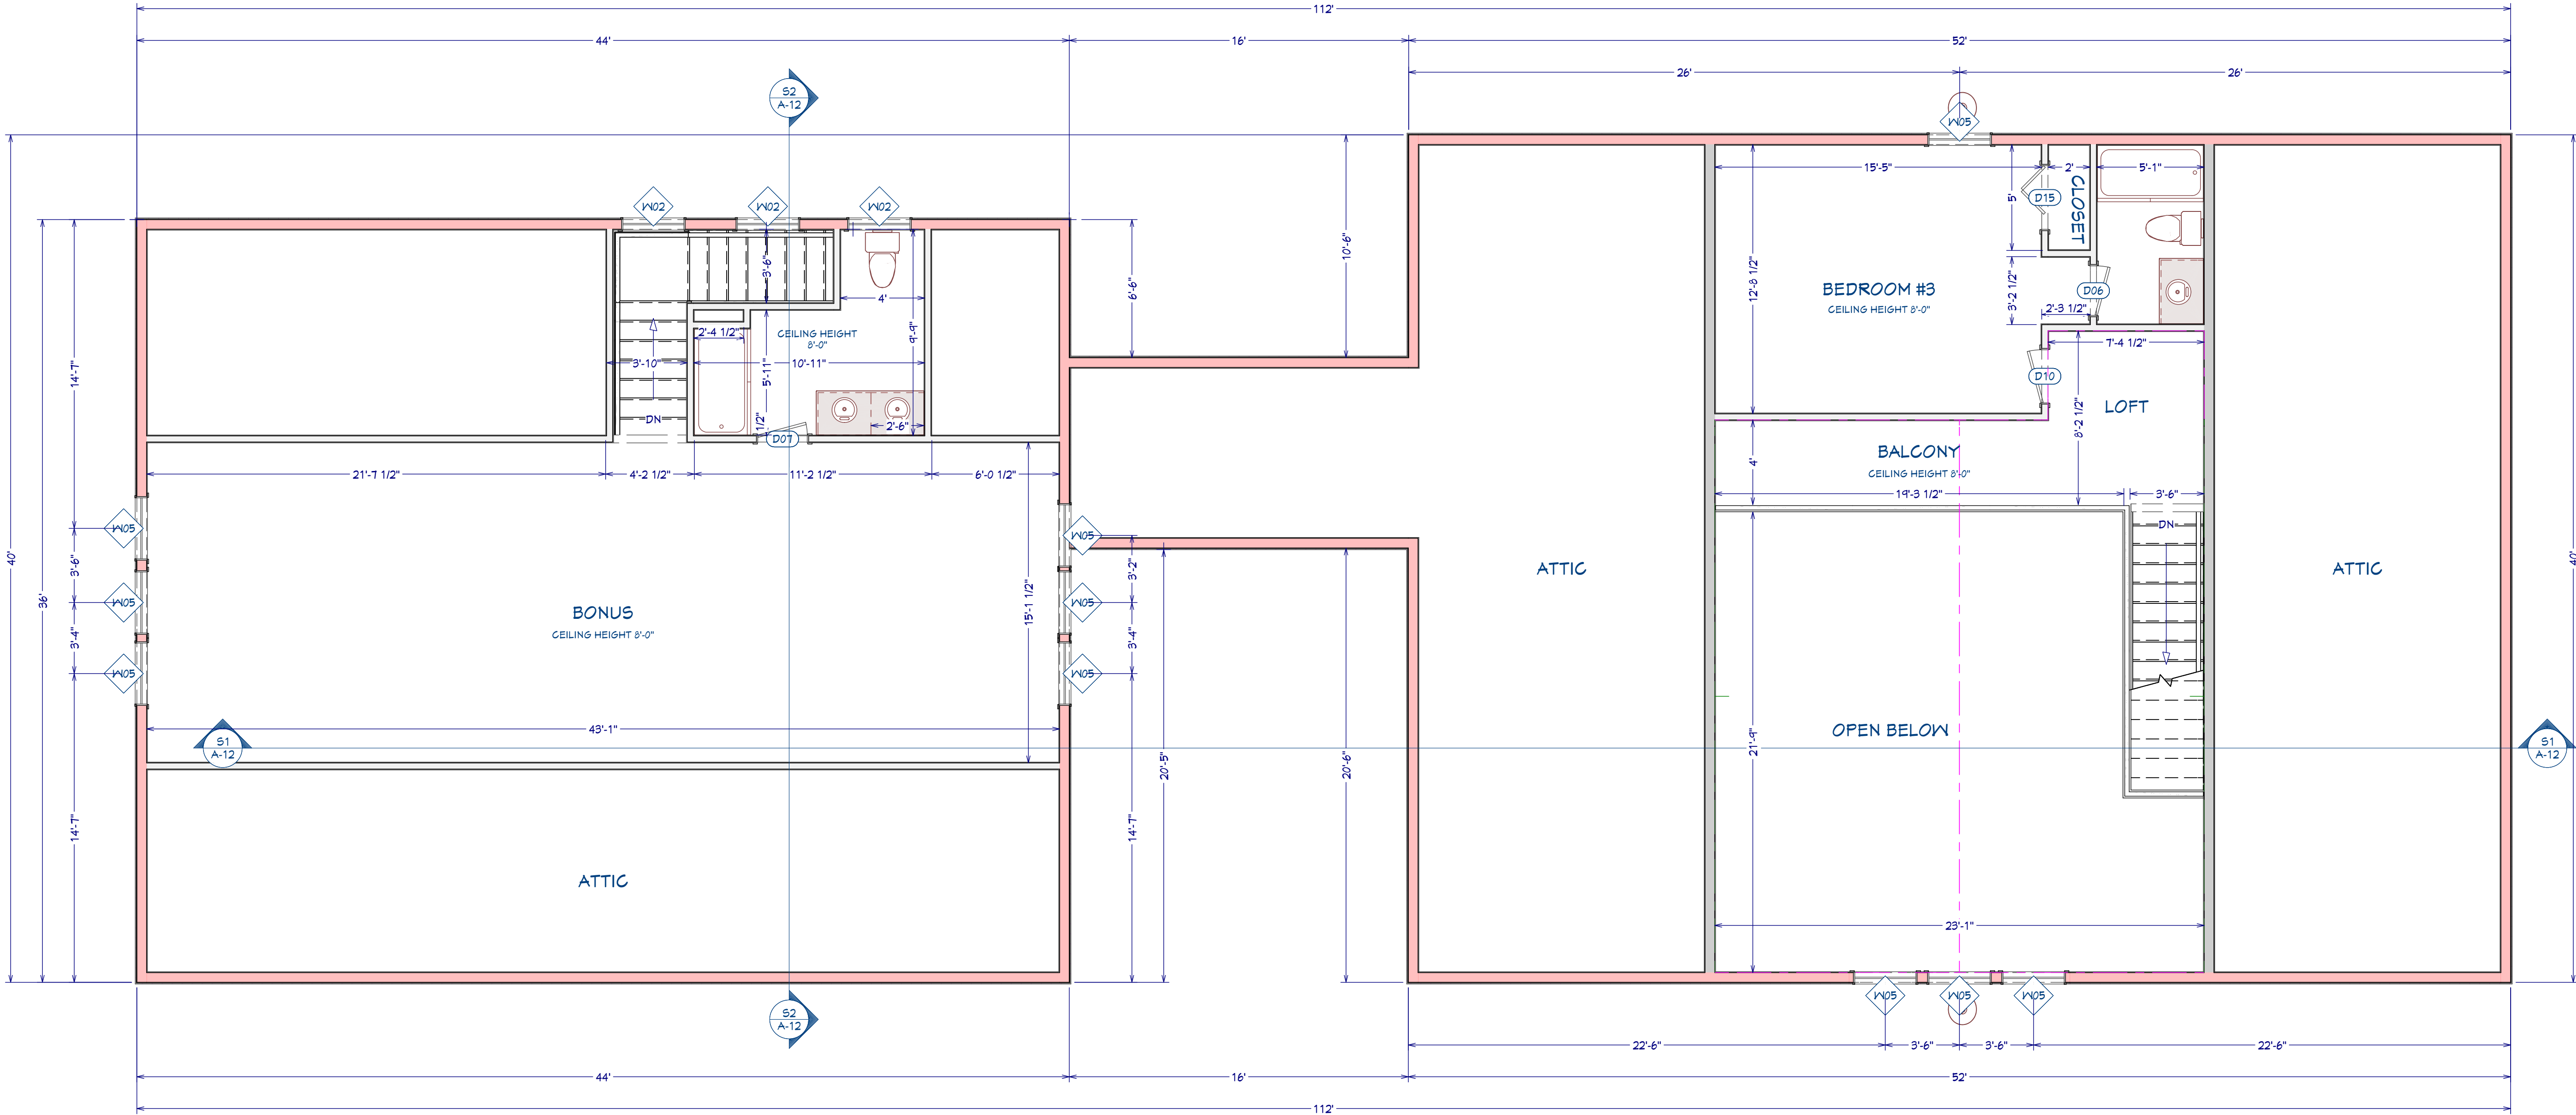 112'
44'
16'
52'
26'
26'
S2
A-12
W05
W02
W02
W02
15'-5"
2'
5'-1"
5'
D15
CLOSET
10'-6"
6'-6"
3'-6"
4'
12'-8 1/2"
BEDROOM #3
CEILING HEIGHT 8'-0"
3'-2 1/2"
D06
2'-3 1/2"
2'-4 1/2"
CEILING HEIGHT
8'-0"
9'-9"
7'-4 1/2"
14'-7"
3'-10"
5'-11"
10'-11"
D10
LOFT
8'-2 1/2"
DN
1/2"
2'-6"
D07
BALCONY
CEILING HEIGHT 8'-0"
4'
21'-7 1/2"
4'-2 1/2"
11'-2 1/2"
6'-0 1/2"
19'-3 1/2"
3'-6"
DN
W05
W05
40'
36'
3'-6"
3'-2"
ATTIC
ATTIC
40'
W05
BONUS
CEILING HEIGHT 8'-0"
15'-1 1/2"
W05
3'-4"
3'-4"
W05
W05
43'-1"
OPEN BELOW
21'-9"
S1
A-12
S1
A-12
20'-5"
20'-6"
14'-7"
14'-7"
ATTIC
23'-1"
W05
W05
W05
S2
A-12
22'-6"
3'-6"
3'-6"
22'-6"
44'
16'
52'
112'